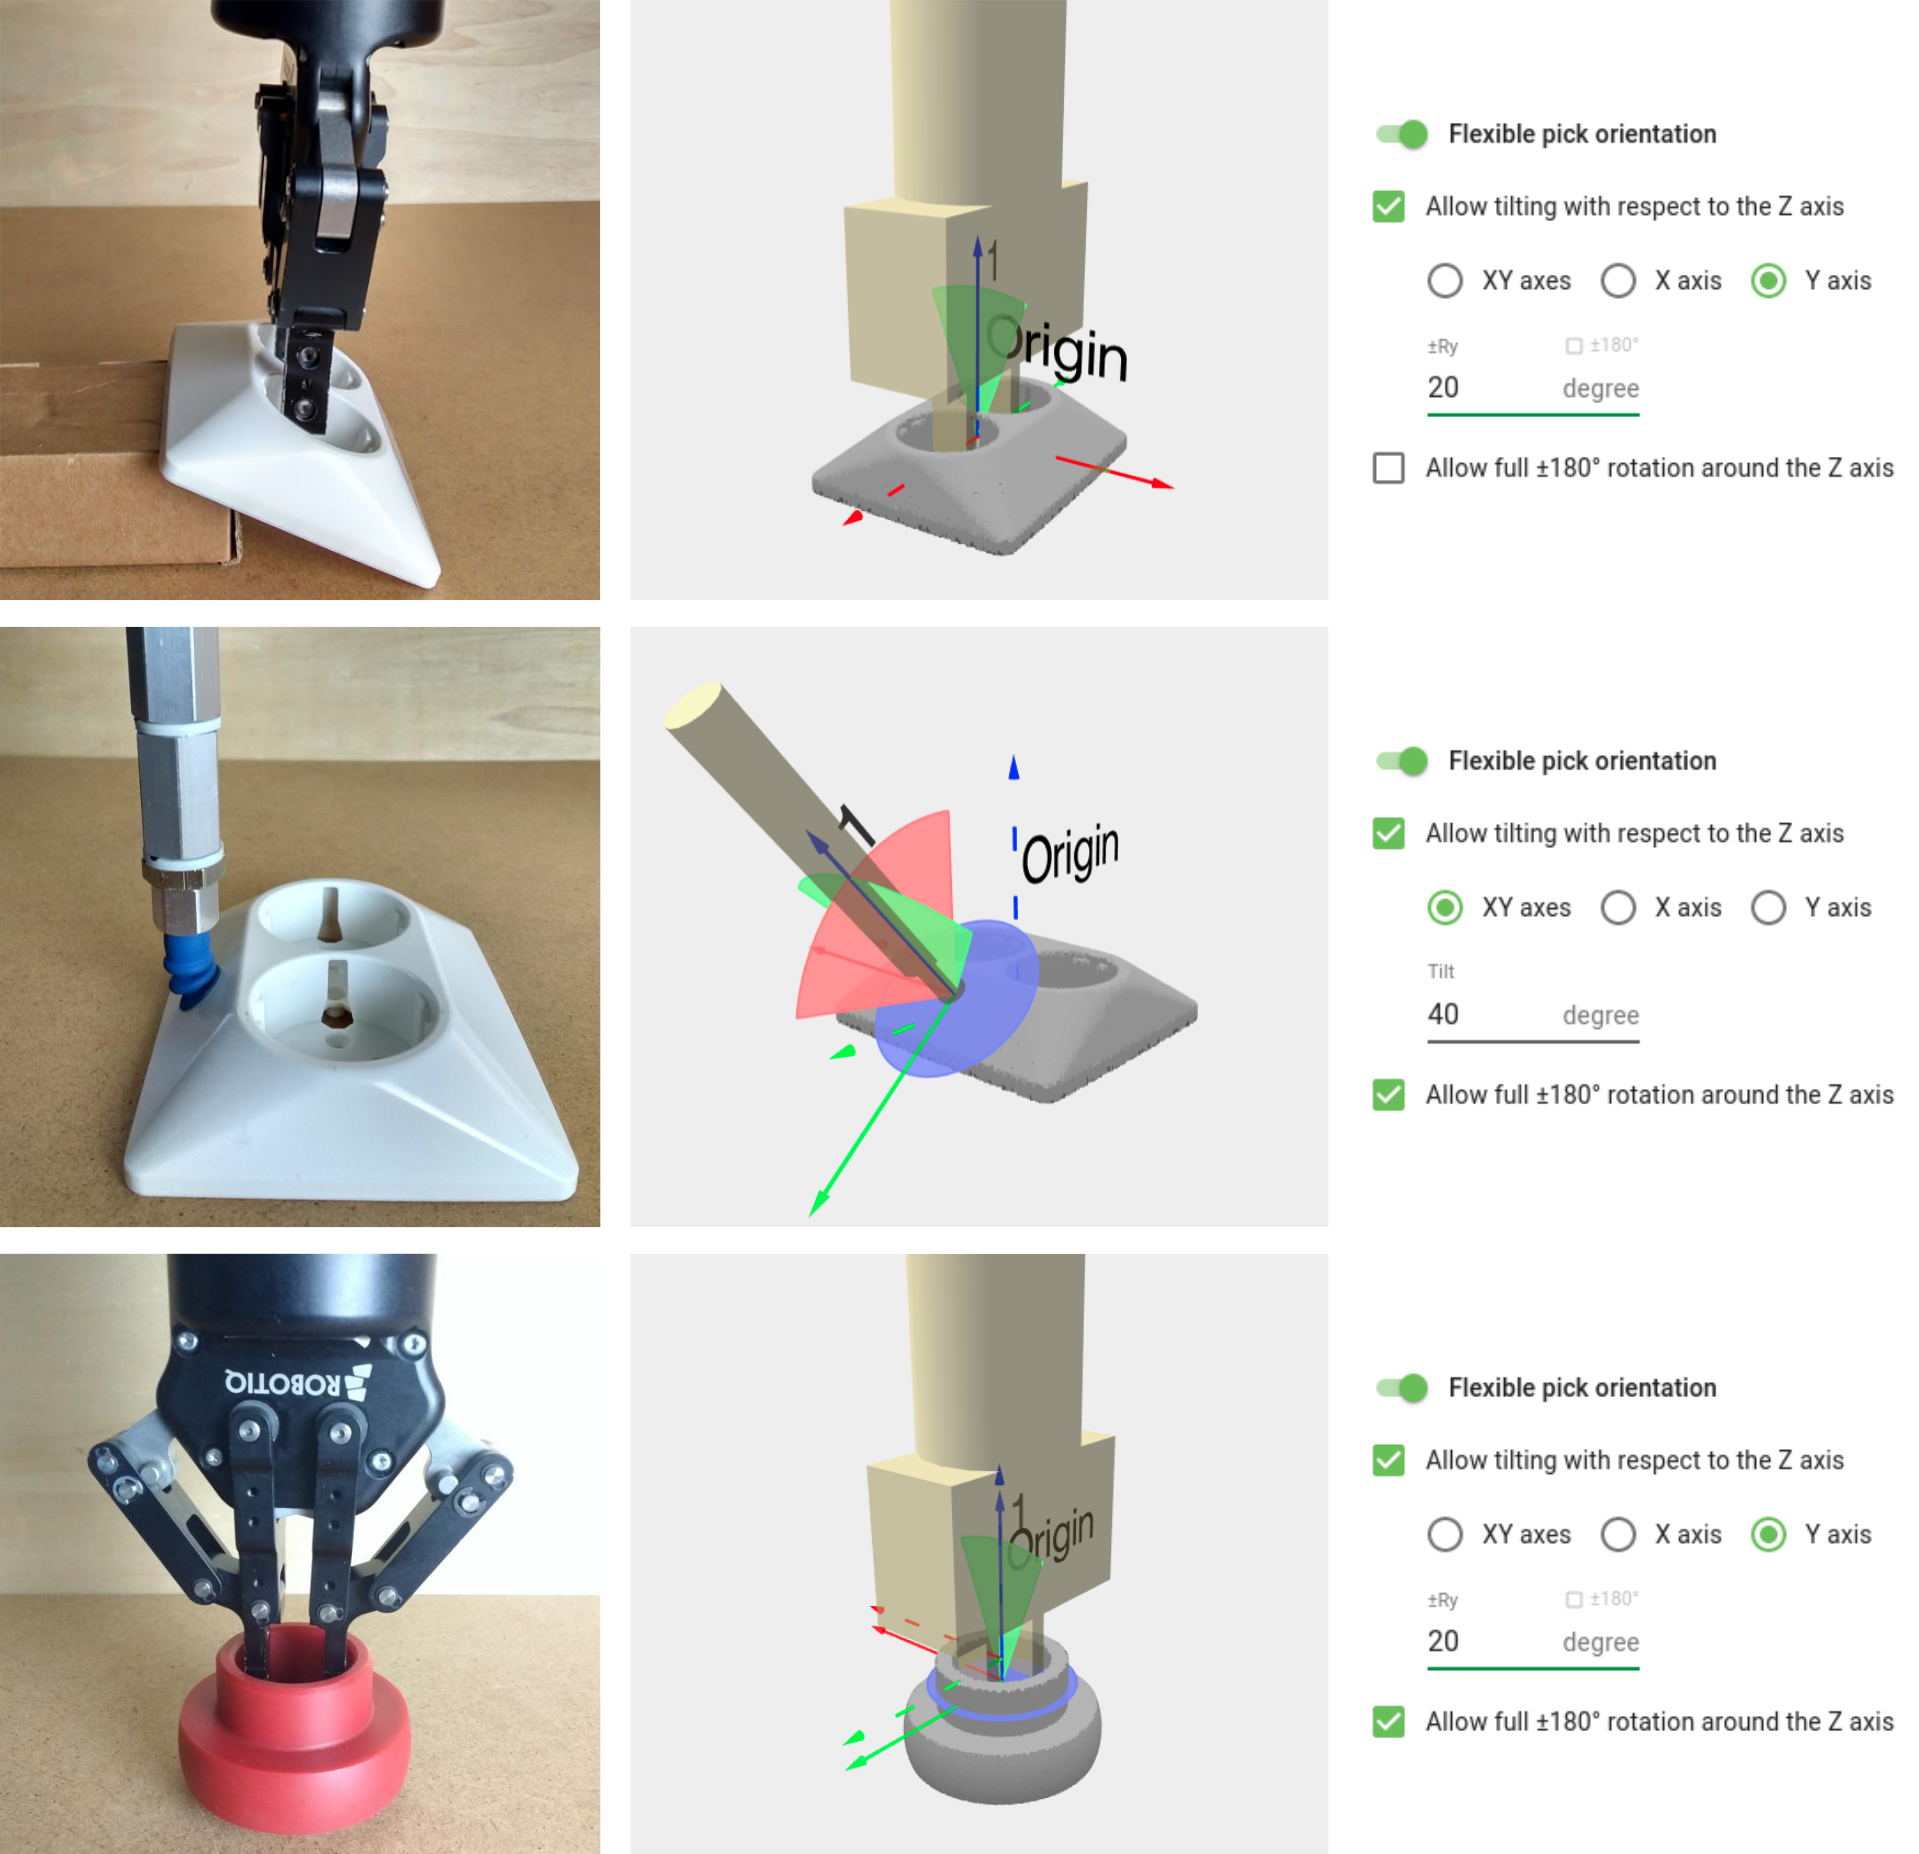 1
Origin
Flexible pick orientation
Allow tilting with respect to the Z axis
XY axes X axis Y axis
±Ry ±180°
20 degree
Allow full ±180° rotation around the Z axis
1
Origin
Flexible pick orientation
Allow tilting with respect to the Z axis
XY axes X axis Y axis
Tilt
40 degree
Allow full ±180° rotation around the Z axis
ROBOTIQ
1
Origin
Flexible pick orientation
Allow tilting with respect to the Z axis
XY axes X axis Y axis
±Ry ±180°
20 degree
Allow full ±180° rotation around the Z axis